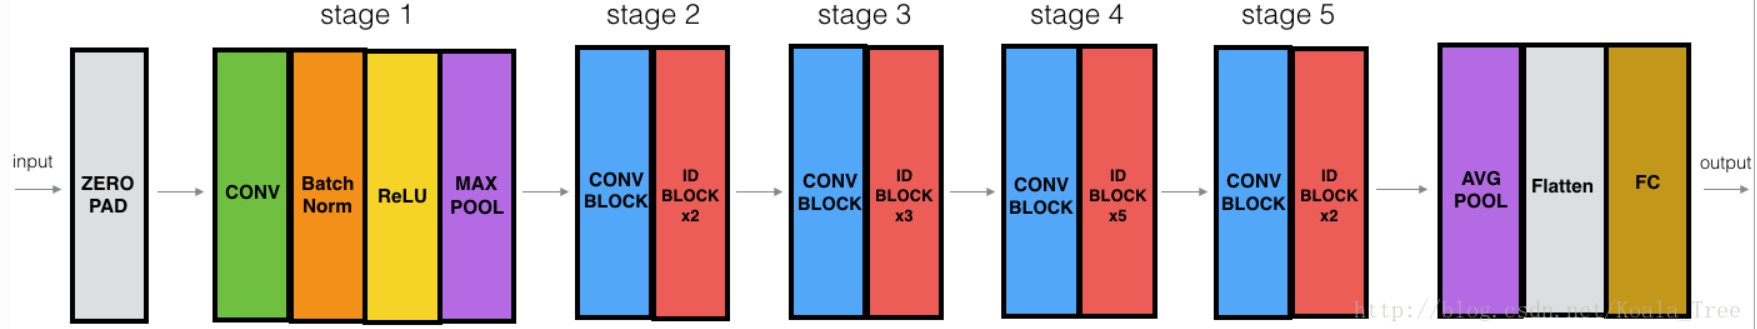 stage 1
stage 2
stage 3
stage 4
stage 5
input
ZERO
PAD
CONV
Batch
Norm
ReLU
MAX
POOL
CONV
BLOCK
ID
BLOCK
x2
CONV
BLOCK
ID
BLOCK
x3
CONV
BLOCK
ID
BLOCK
x5
CONV
BLOCK
ID
BLOCK
x2
AVG
POOL
Flatten
FC
output
http://blog.csdn.net/Koala_Tree